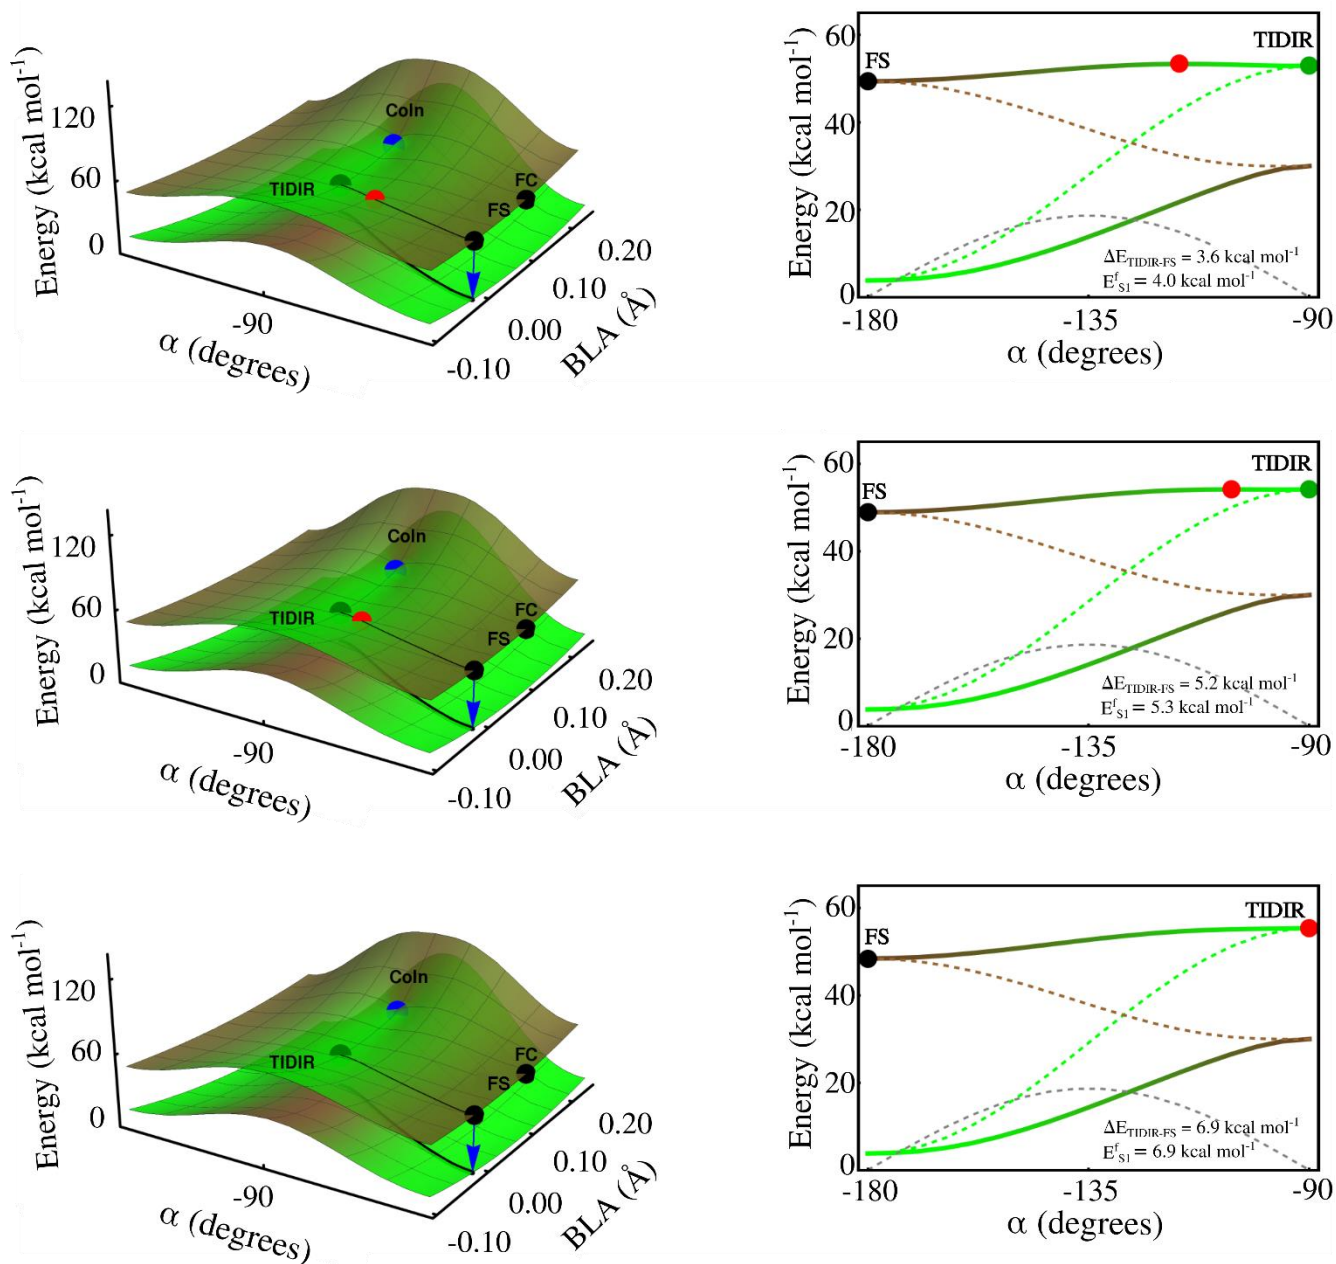 Energy (kcal mol-1)
120
60
0
CoIn
TIDIR
FC
FS
0.20
0.10
0.00
-0.10
-90
α (degrees)
BLA (Å)
Energy (kcal mol-1)
60
40
20
0
FS
TIDIR
ΔETIDIR-FS = 3.6 kcal mol-1
EfS1 = 4.0 kcal mol-1
-180
-135
-90
α (degrees)
Energy (kcal mol-1)
120
60
0
CoIn
TIDIR
FC
FS
0.20
0.10
0.00
-0.10
-90
α (degrees)
BLA (Å)
Energy (kcal mol-1)
60
40
20
0
FS
TIDIR
ΔETIDIR-FS = 5.2 kcal mol-1
EfS1 = 5.3 kcal mol-1
-180
-135
-90
α (degrees)
Energy (kcal mol-1)
120
60
0
CoIn
TIDIR
FC
FS
0.20
0.10
0.00
-0.10
-90
α (degrees)
BLA (Å)
Energy (kcal mol-1)
60
40
20
0
FS
TIDIR
ΔETIDIR-FS = 6.9 kcal mol-1
EfS1 = 6.9 kcal mol-1
-180
-135
-90
α (degrees)